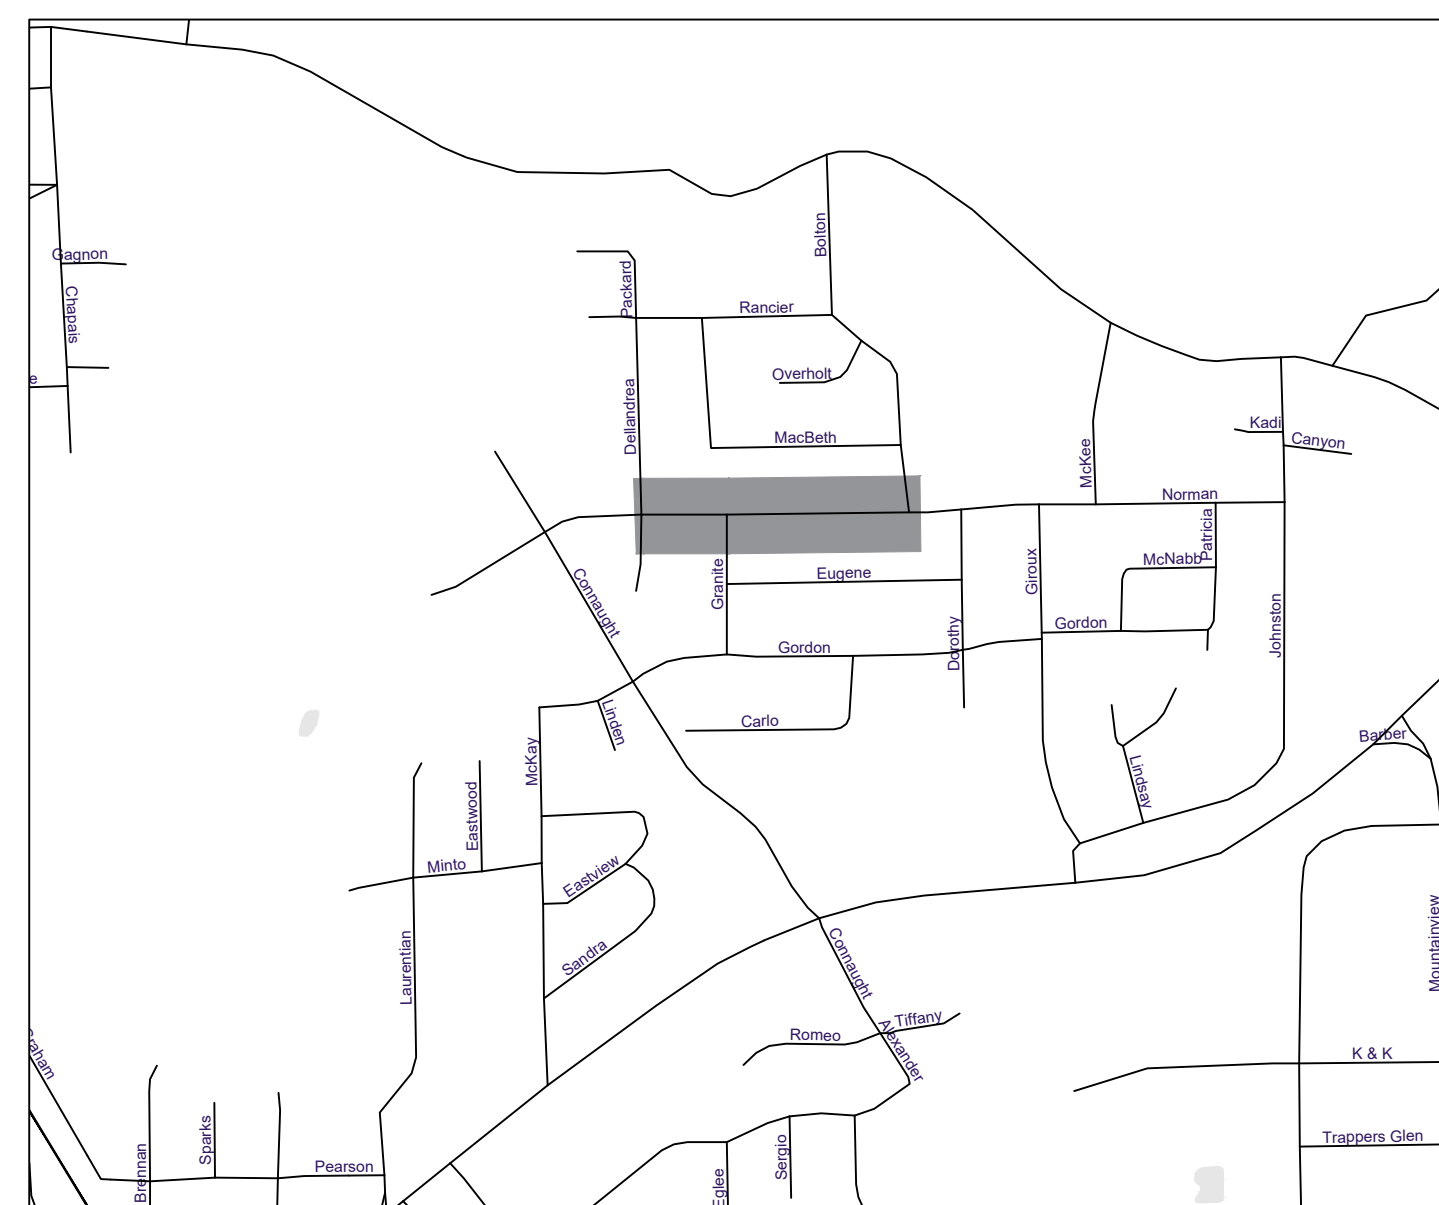 Bolton
Gagnon
Packard
Chapais
Rancier
e
Overholt
Dellandrea
MacBeth
Kadi
Canyon
McKee
Norman
Patricia
McNabb
Giroux
Eugene
Granite
Connaught
Johnston
Gordon
Gordon
Dorothy
Linden
Carlo
McKay
Barber
Lindsay
Eastwood
Minto
Eastview
Mountainview
Laurentian
Sandra
Connaught
Tiffany
Romeo
Alexander
raham
K & K
Trappers Glen
Sparks
Brennan
Pearson
Sergio
Eglee